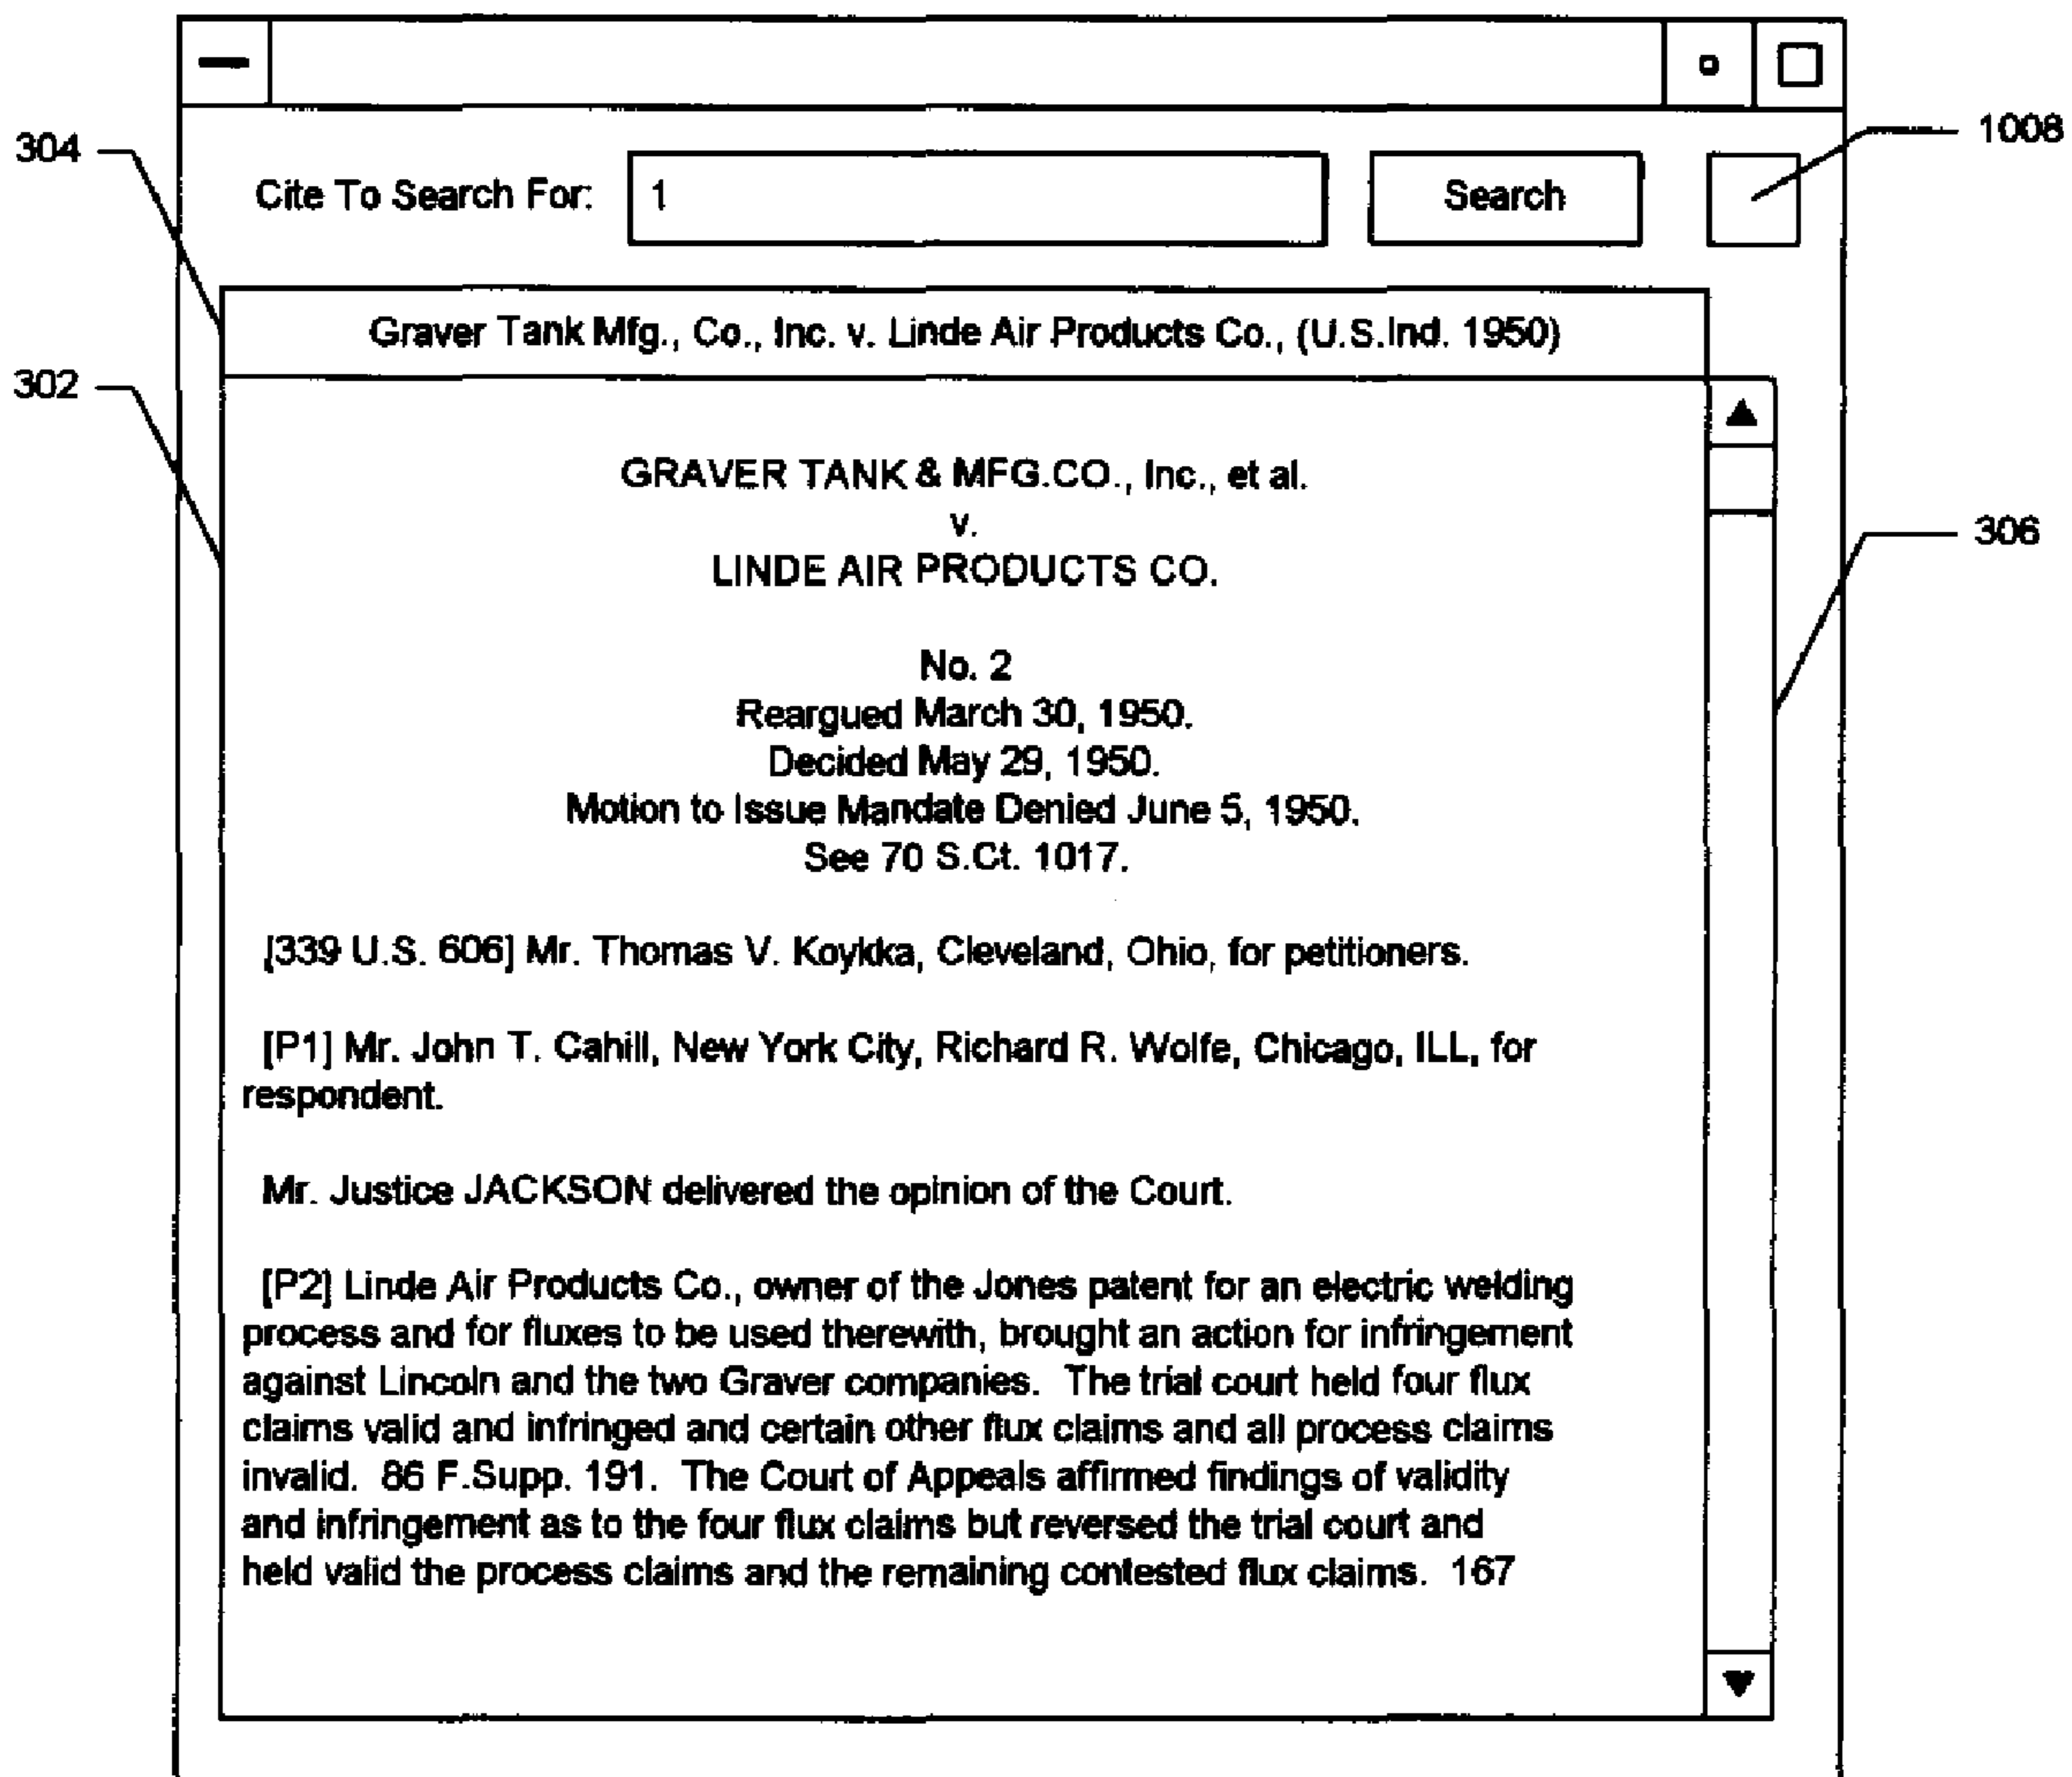 304
1008
Cite To Search For:
1
Search
Graver Tank Mfg., Co., Inc. v. Linde Air Products Co., (U.S.Ind. 1950)
302
GRAVER TANK & MFG.CO., Inc., et al.
v.
306
LINDE AIR PRODUCTS CO.
No. 2
Reargued March 30, 1950.
Decided May 29, 1950.
Motion to Issue Mandate Denied June 5, 1950.
See 70 S.Ct. 1017.
[339 U.S. 606] Mr. Thomas V. Koykka, Cleveland, Ohio, for petitioners.
[P1] Mr. John T. Cahill, New York City, Richard R. Wolfe, Chicago, ILL, for
respondent.
Mr. Justice JACKSON delivered the opinion of the Court.
[P2] Linde Air Products Co., owner of the Jones patent for an electric welding
process and for fluxes to be used therewith, brought an action for infringement
against Lincoln and the two Graver companies. The trial court held four flux
claims valid and infringed and certain other flux claims and all process claims
invalid. 86 F.Supp. 191. The Court of Appeals affirmed findings of validity
and infringement as to the four flux claims but reversed the trial court and
held valid the process claims and the remaining contested flux claims. 167